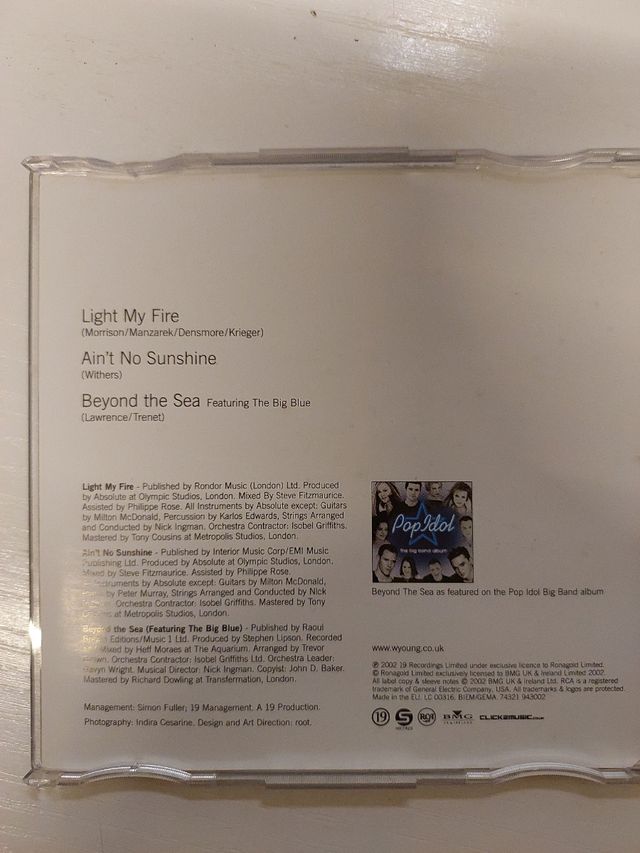 Light My Fire
(Morrison/Manzarek/Densmore/Krieger)
Ain't No Sunshine
(Withers)
Beyond the Sea Featuring The Big Blue
(Lawrence/Trenet)
Light My Fire - Published by Rondor Music (London) Ltd. Produced
by Absolute at Olympic Studios, London. Mixed By Steve Fitzmaurice.
Assisted by Philippe Rose. All Instruments by Absolute except: Guitars
by Milton McDonald, Percussion by Karlos Edwards, Strings Arranged
and Conducted by Nick Ingman. Orchestra Contractor: Isobel Griffiths.
Mastered by Tony Cousins at Metropolis Studios, London.
Ain't No Sunshine - Published by Interior Music Corp/EMI Music
Publishing Ltd. Produced by Absolute at Olympic Studios, London.
Mixed by Steve Fitzmaurice. Assisted by Philippe Rose.
Instruments by Absolute except: Guitars by Milton McDonald,
by Peter Murray, Strings Arranged and Conducted by Nick
Orchestra Contractor: Isobel Griffiths. Mastered by Tony
at Metropolis Studios, London.
Beyond the Sea (Featuring The Big Blue) - Published by Raoul
Editions/Music 1 Ltd. Produced by Stephen Lipson. Recorded
Mixed by Heff Moraes at The Aquarium. Arranged by Trevor
Orchestra Contractor: Isobel Griffiths Ltd. Orchestra Leader:
Gavyn Wright. Musical Director: Nick Ingman. Copyist: John D. Baker.
Mastered by Richard Dowling at Transfermation, London.
Management: Simon Fuller; 19 Management. A 19 Production.
Photography: Indira Cesarine. Design and Art Direction: root.
Pop Idol
the big band album
Beyond The Sea as featured on the Pop Idol Big Band album
www.wyoung.co.uk
℗ 2002 19 Recordings Limited under exclusive licence to Ronagold Limited.
© Ronagold Limited exclusively licensed to BMG UK & Ireland Limited 2002.
All label copy & sleeve notes © 2002 BMG UK & Ireland Ltd. RCA is a registered
trademark of General Electric Company, USA. All trademarks & logos are protected.
Made in the EU. LC 00316. BIEM/GEMA. 74321 943002
19 S RCA BMG CLICK2MUSIC.co.uk